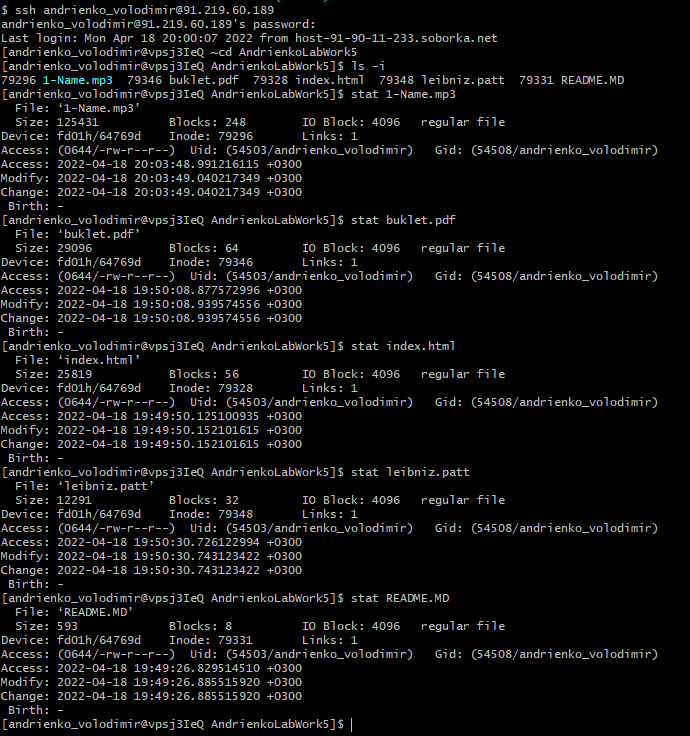 $ ssh andrienko_volodimir@91.219.60.189
andrienko_volodimir@91.219.60.189's password:
Last login: Mon Apr 18 20:00:07 2022 from host-91-90-11-233.soborka.net
[andrienko_volodimir@vpsj3IeQ ~cd AndrienkoLabWork5
[andrienko_volodimir@vpsj3IeQ AndrienkoLabWork5]$ ls -i
79296 1-Name.mp3  79346 buklet.pdf  79328 index.html  79348 leibniz.patt  79331 README.MD
[andrienko_volodimir@vpsj3IeQ AndrienkoLabWork5]$ stat 1-Name.mp3
  File: ‘1-Name.mp3’
  Size: 125431          Blocks: 248        IO Block: 4096   regular file
Device: fd01h/64769d    Inode: 79296       Links: 1
Access: (0644/-rw-r--r--)  Uid: (54503/andrienko_volodimir)   Gid: (54508/andrienko_volodimir)
Access: 2022-04-18 20:03:48.991216115 +0300
Modify: 2022-04-18 20:03:49.040217349 +0300
Change: 2022-04-18 20:03:49.040217349 +0300
 Birth: -
[andrienko_volodimir@vpsj3IeQ AndrienkoLabWork5]$ stat buklet.pdf
  File: ‘buklet.pdf’
  Size: 29096           Blocks: 64         IO Block: 4096   regular file
Device: fd01h/64769d    Inode: 79346       Links: 1
Access: (0644/-rw-r--r--)  Uid: (54503/andrienko_volodimir)   Gid: (54508/andrienko_volodimir)
Access: 2022-04-18 19:50:08.877572996 +0300
Modify: 2022-04-18 19:50:08.939574556 +0300
Change: 2022-04-18 19:50:08.939574556 +0300
 Birth: -
[andrienko_volodimir@vpsj3IeQ AndrienkoLabWork5]$ stat index.html
  File: ‘index.html’
  Size: 25819           Blocks: 56         IO Block: 4096   regular file
Device: fd01h/64769d    Inode: 79328       Links: 1
Access: (0644/-rw-r--r--)  Uid: (54503/andrienko_volodimir)   Gid: (54508/andrienko_volodimir)
Access: 2022-04-18 19:49:50.125100935 +0300
Modify: 2022-04-18 19:49:50.152101615 +0300
Change: 2022-04-18 19:49:50.152101615 +0300
 Birth: -
[andrienko_volodimir@vpsj3IeQ AndrienkoLabWork5]$ stat leibniz.patt
  File: ‘leibniz.patt’
  Size: 12291           Blocks: 32         IO Block: 4096   regular file
Device: fd01h/64769d    Inode: 79348       Links: 1
Access: (0644/-rw-r--r--)  Uid: (54503/andrienko_volodimir)   Gid: (54508/andrienko_volodimir)
Access: 2022-04-18 19:50:30.726122994 +0300
Modify: 2022-04-18 19:50:30.743123422 +0300
Change: 2022-04-18 19:50:30.743123422 +0300
 Birth: -
[andrienko_volodimir@vpsj3IeQ AndrienkoLabWork5]$ stat README.MD
  File: ‘README.MD’
  Size: 593             Blocks: 8          IO Block: 4096   regular file
Device: fd01h/64769d    Inode: 79331       Links: 1
Access: (0644/-rw-r--r--)  Uid: (54503/andrienko_volodimir)   Gid: (54508/andrienko_volodimir)
Access: 2022-04-18 19:49:26.829514510 +0300
Modify: 2022-04-18 19:49:26.885515920 +0300
Change: 2022-04-18 19:49:26.885515920 +0300
 Birth: -
[andrienko_volodimir@vpsj3IeQ AndrienkoLabWork5]$